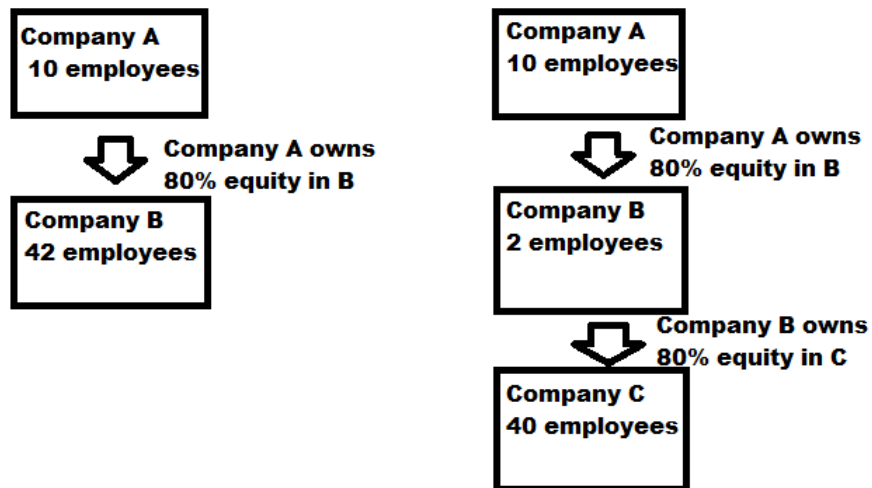 Company A
10 employees
Company A owns
80% equity in B
Company B
42 employees
Company A
10 employees
Company A owns
80% equity in B
Company B
2 employees
Company B owns
80% equity in C
Company C
40 employees